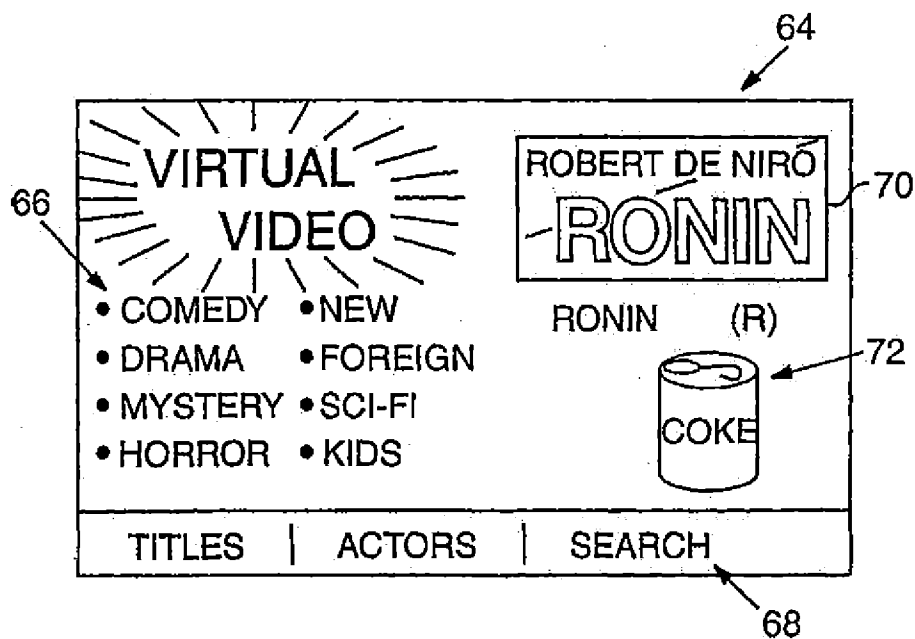 64
VIRTUAL
VIDEO
ROBERT DE NIRO
RONIN
70
66
• COMEDY • NEW
• DRAMA • FOREIGN
• MYSTERY • SCI-FI
• HORROR • KIDS
RONIN (R)
72
COKE
TITLES | ACTORS | SEARCH
68